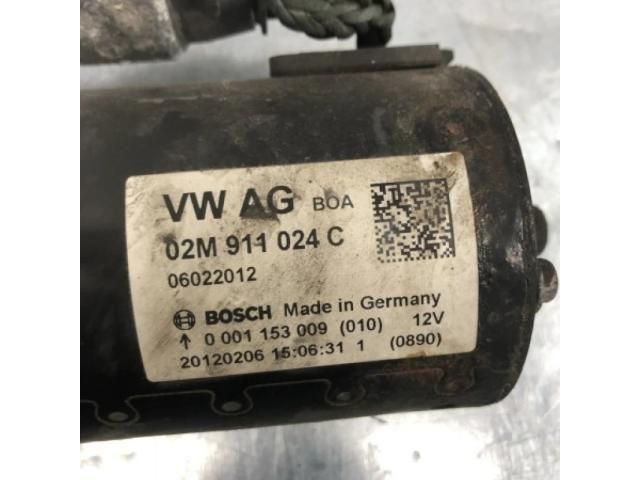 VW AG BOA
02M 911 024 C
06022012
BOSCH Made in Germany
↑ 0 001 153 009 (010) 12V
20120206 15:06:31 1 (0890)